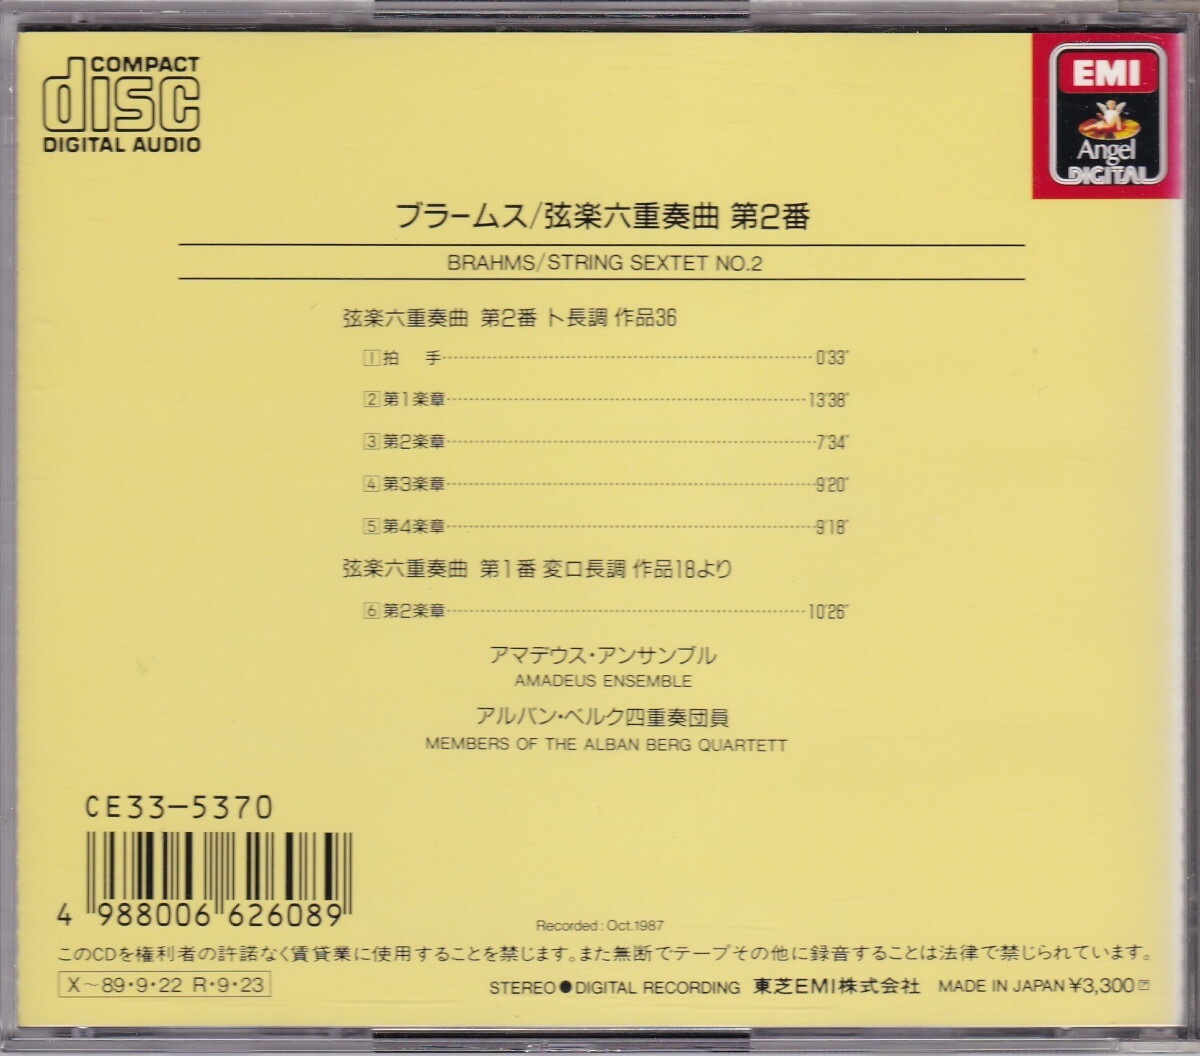 COMPACT
disc
DIGITAL AUDIO
EMI
Angel
DIGITAL
ブラームス/弦楽六重奏曲 第2番
BRAHMS/STRING SEXTET NO.2
弦楽六重奏曲 第2番 ト長調 作品36
1 拍 手 0'33"
2 第1楽章 13'38"
3 第2楽章 7'34"
4 第3楽章 9'20"
5 第4楽章 9'18"
弦楽六重奏曲 第1番 変ロ長調 作品18より
6 第2楽章 10'26"
アマデウス・アンサンブル
AMADEUS ENSEMBLE
アルバン・ベルク四重奏団員
MEMBERS OF THE ALBAN BERG QUARTETT
CE33-5370
4 988006 626089
Recorded : Oct.1987
このCDを権利者の許諾なく賃貸業に使用することを禁じます。また無断でテープその他に録音することは法律で禁じられています。
X～89・9・22 R・9・23
STEREO●DIGITAL RECORDING 東芝EMI株式会社 MADE IN JAPAN ¥3,300